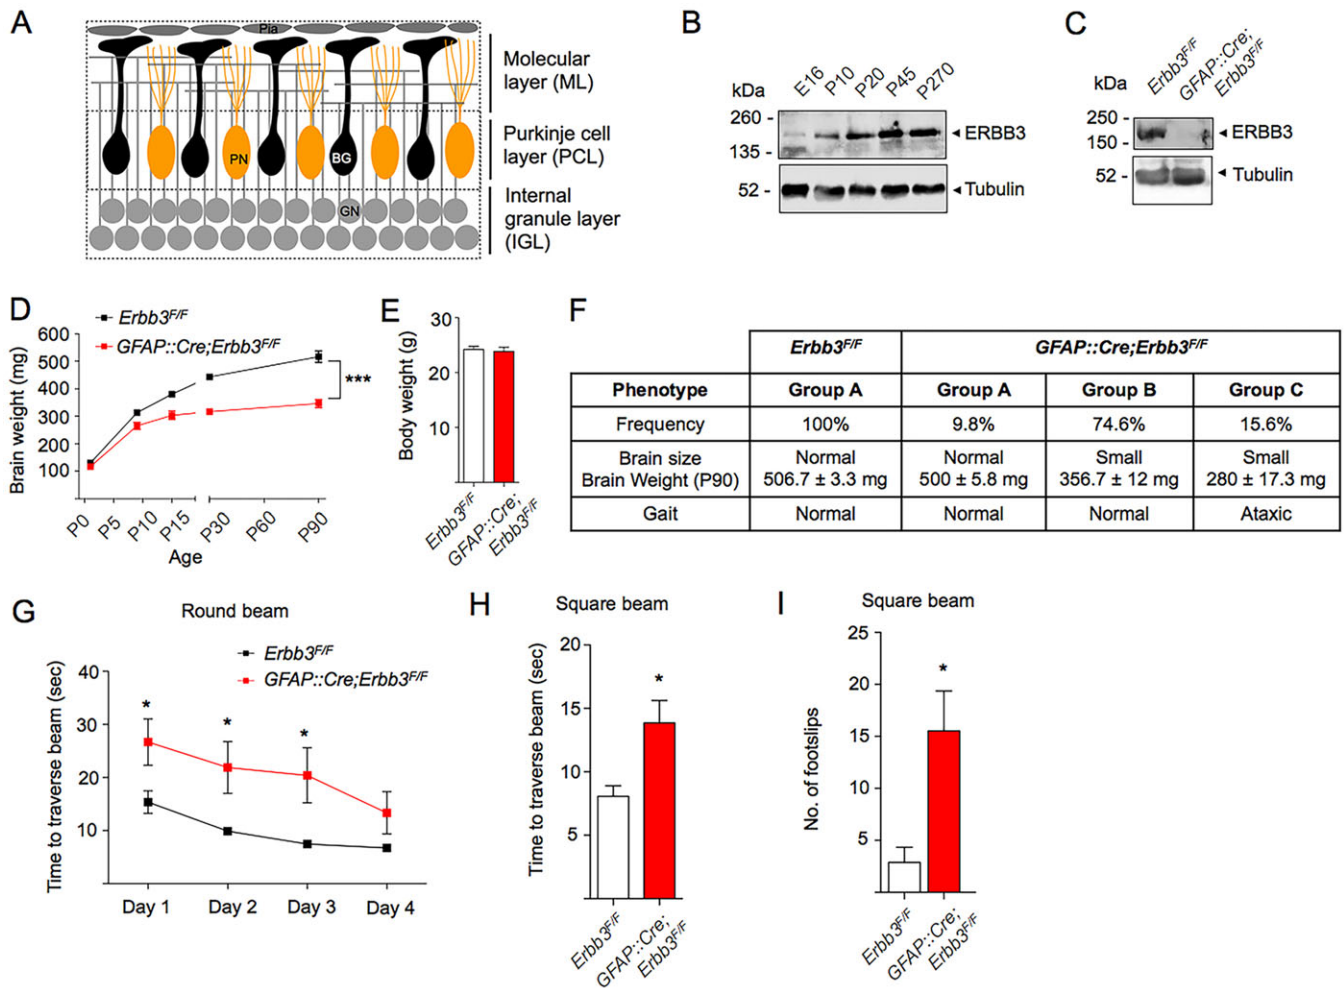 A
Pia
PN
BG
GN
Molecular
layer (ML)
Purkinje cell
layer (PCL)
Internal
granule layer
(IGL)
B
kDa
E16
P10
P20
P45
P270
260 -
135 -
52 -
ERBB3
Tubulin
C
kDa
Erbb3F/F
GFAP::Cre;
Erbb3F/F
250 -
150 -
52 -
ERBB3
Tubulin
D
Erbb3F/F
GFAP::Cre;Erbb3F/F
Brain weight (mg)
600
500
400
300
200
100
***
P0
P5
P10
P15
P30
P60
P90
Age
E
Body weight (g)
30
20
10
Erbb3F/F
GFAP::Cre;
Erbb3F/F
F
Erbb3F/F GFAP::Cre;Erbb3F/F
Phenotype Group A Group A Group B Group C
Frequency 100% 9.8% 74.6% 15.6%
Brain size Normal Normal Small Small
Brain Weight (P90) 506.7 ± 3.3 mg 500 ± 5.8 mg 356.7 ± 12 mg 280 ± 17.3 mg
Gait Normal Normal Normal Ataxic
G
Round beam
Erbb3F/F
GFAP::Cre;Erbb3F/F
Time to traverse beam (sec)
40
30
20
10
*
*
*
Day 1 Day 2 Day 3 Day 4
H
Square beam
Time to traverse beam (sec)
20
15
10
5
*
Erbb3F/F
GFAP::Cre;
Erbb3F/F
I
Square beam
No. of footslips
25
20
15
10
5
*
Erbb3F/F
GFAP::Cre;
Erbb3F/F